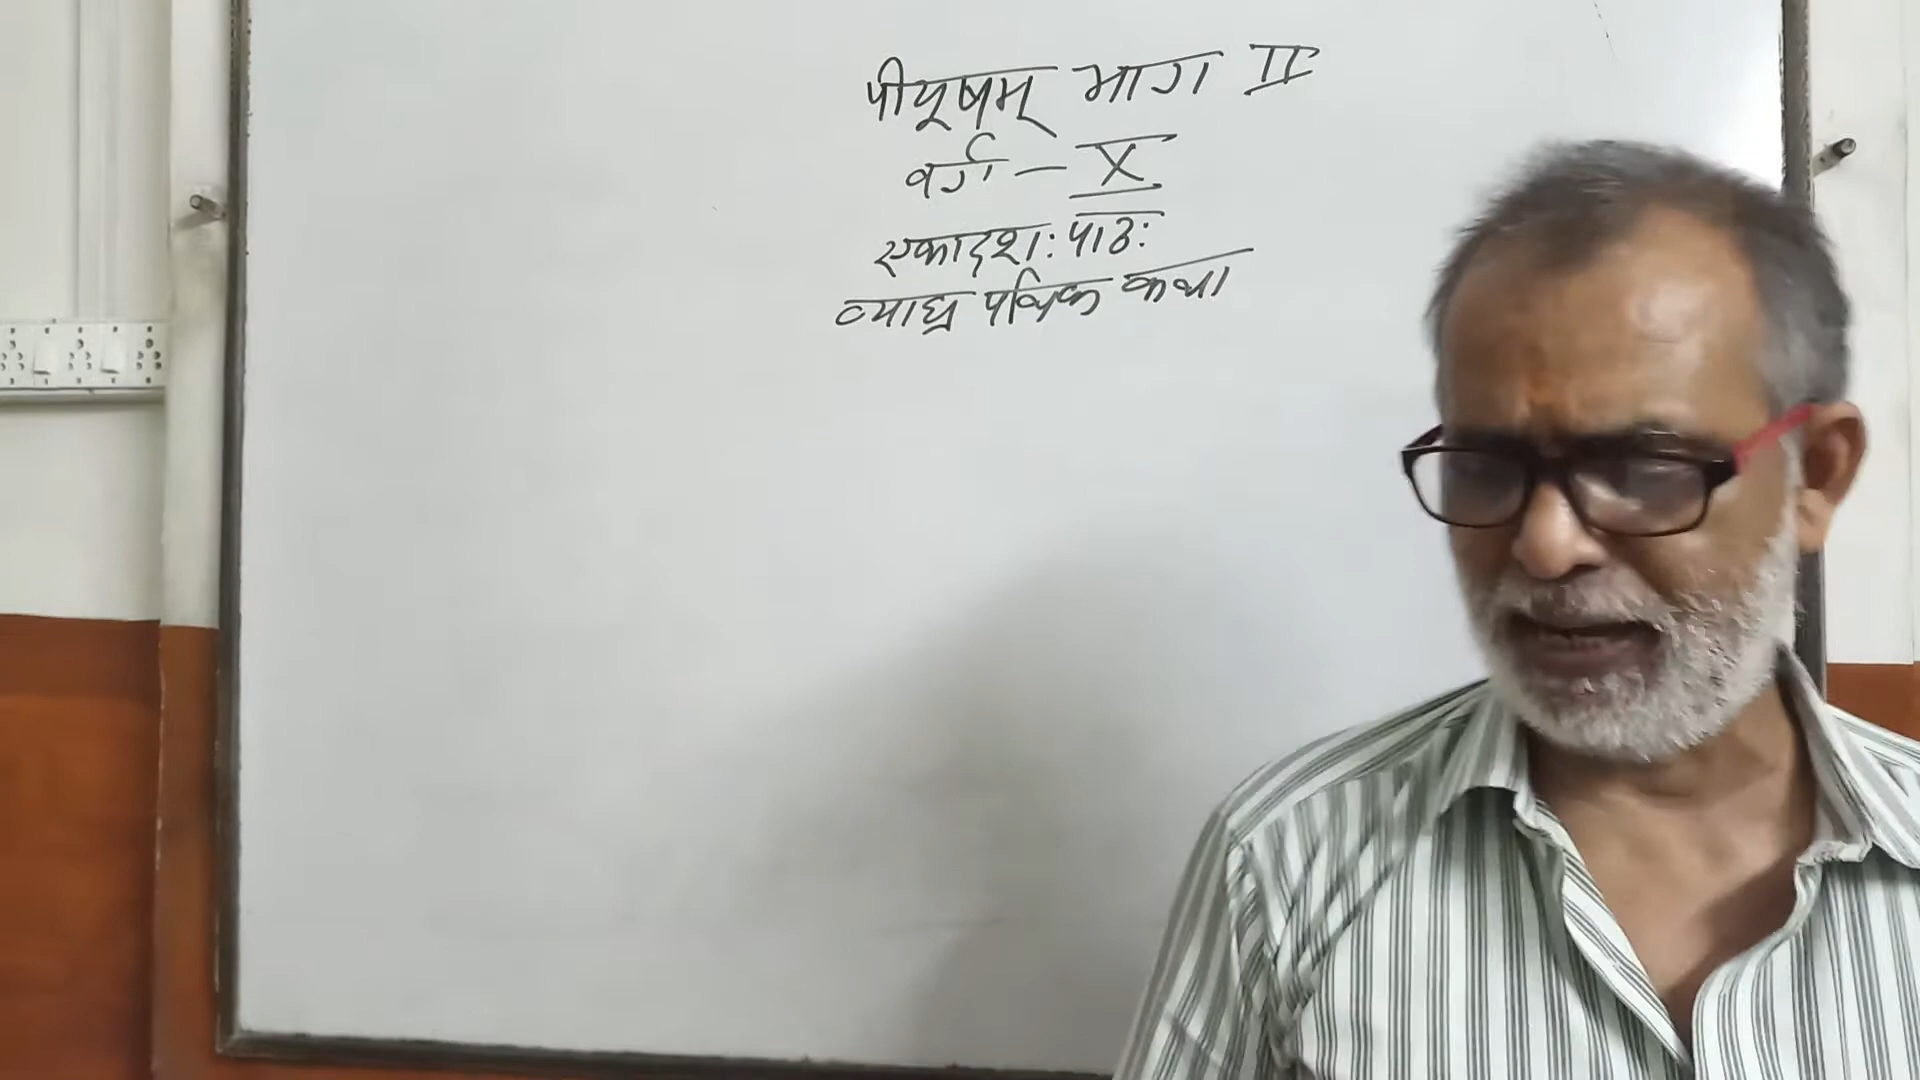 पीयूषम् भाग II
वर्ग — X
एकादश: पाठ:
व्याघ्र पथिक कथा